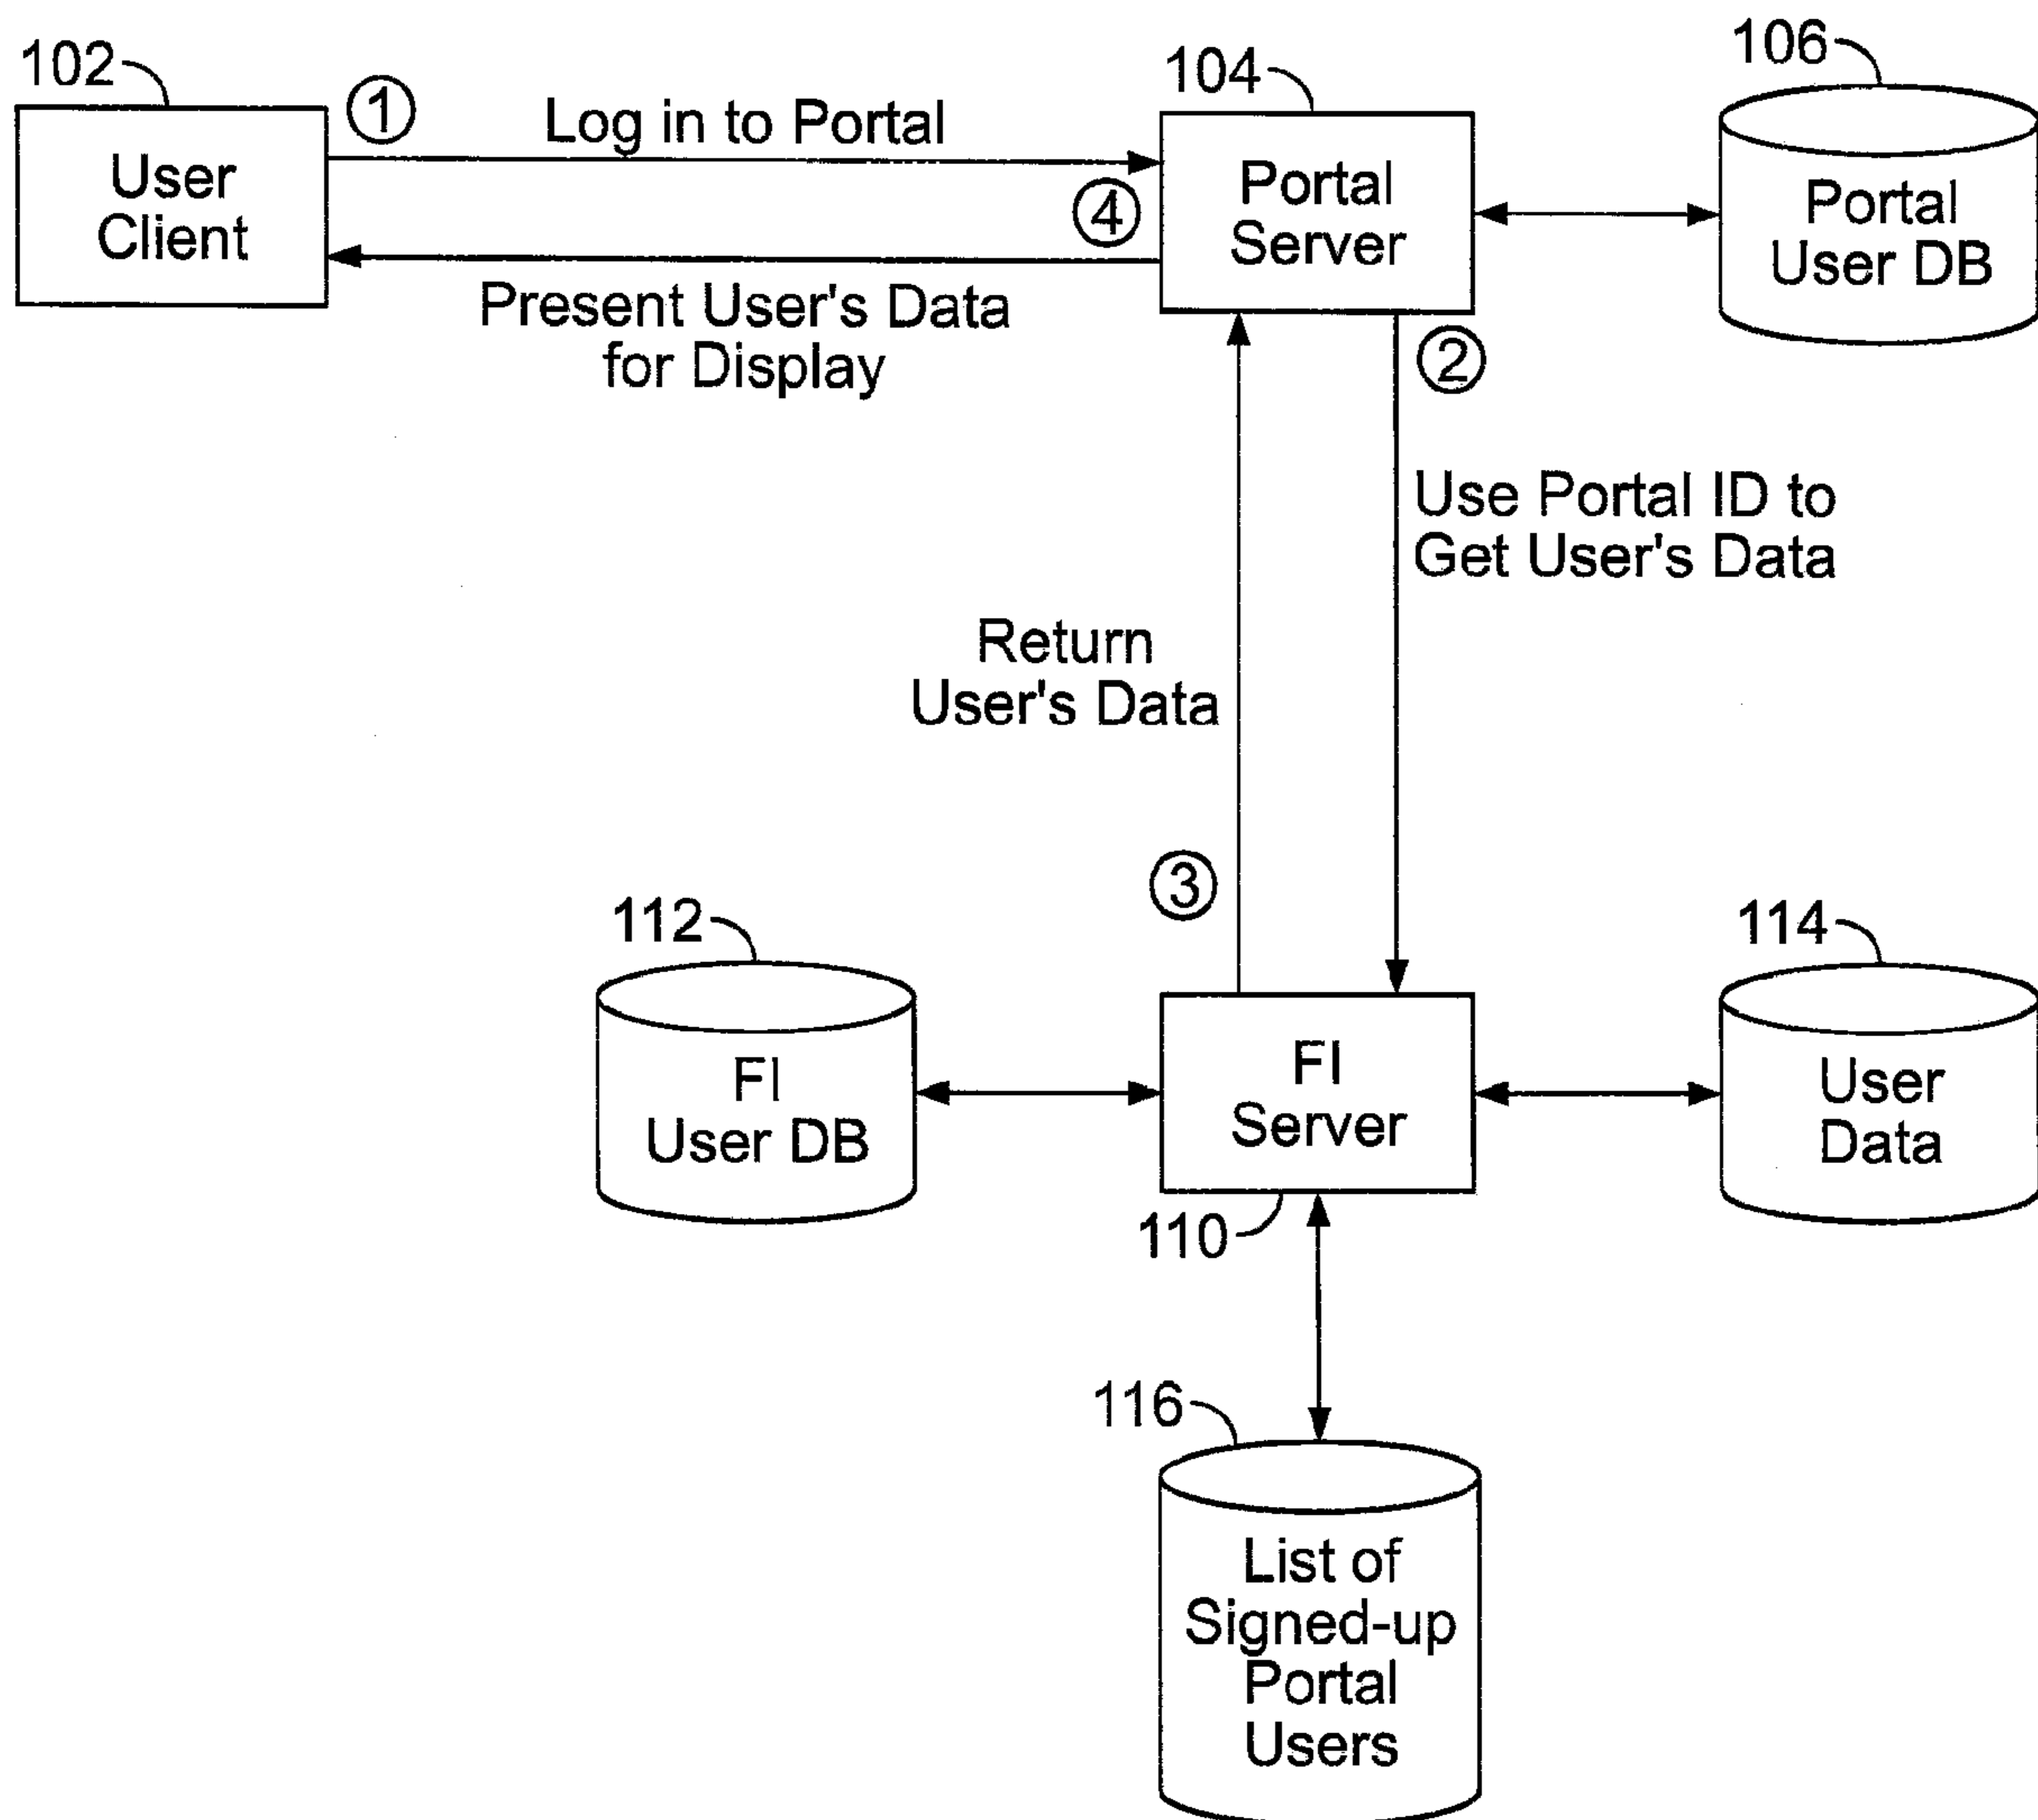 102
104
106
①
Log in to Portal
User
Client
Portal
Server
Portal
User DB
④
Present User's Data
for Display
②
Use Portal ID to
Get User's Data
Return
User's Data
③
112
114
FI
User DB
FI
Server
User
Data
110
116
List of
Signed-up
Portal
Users